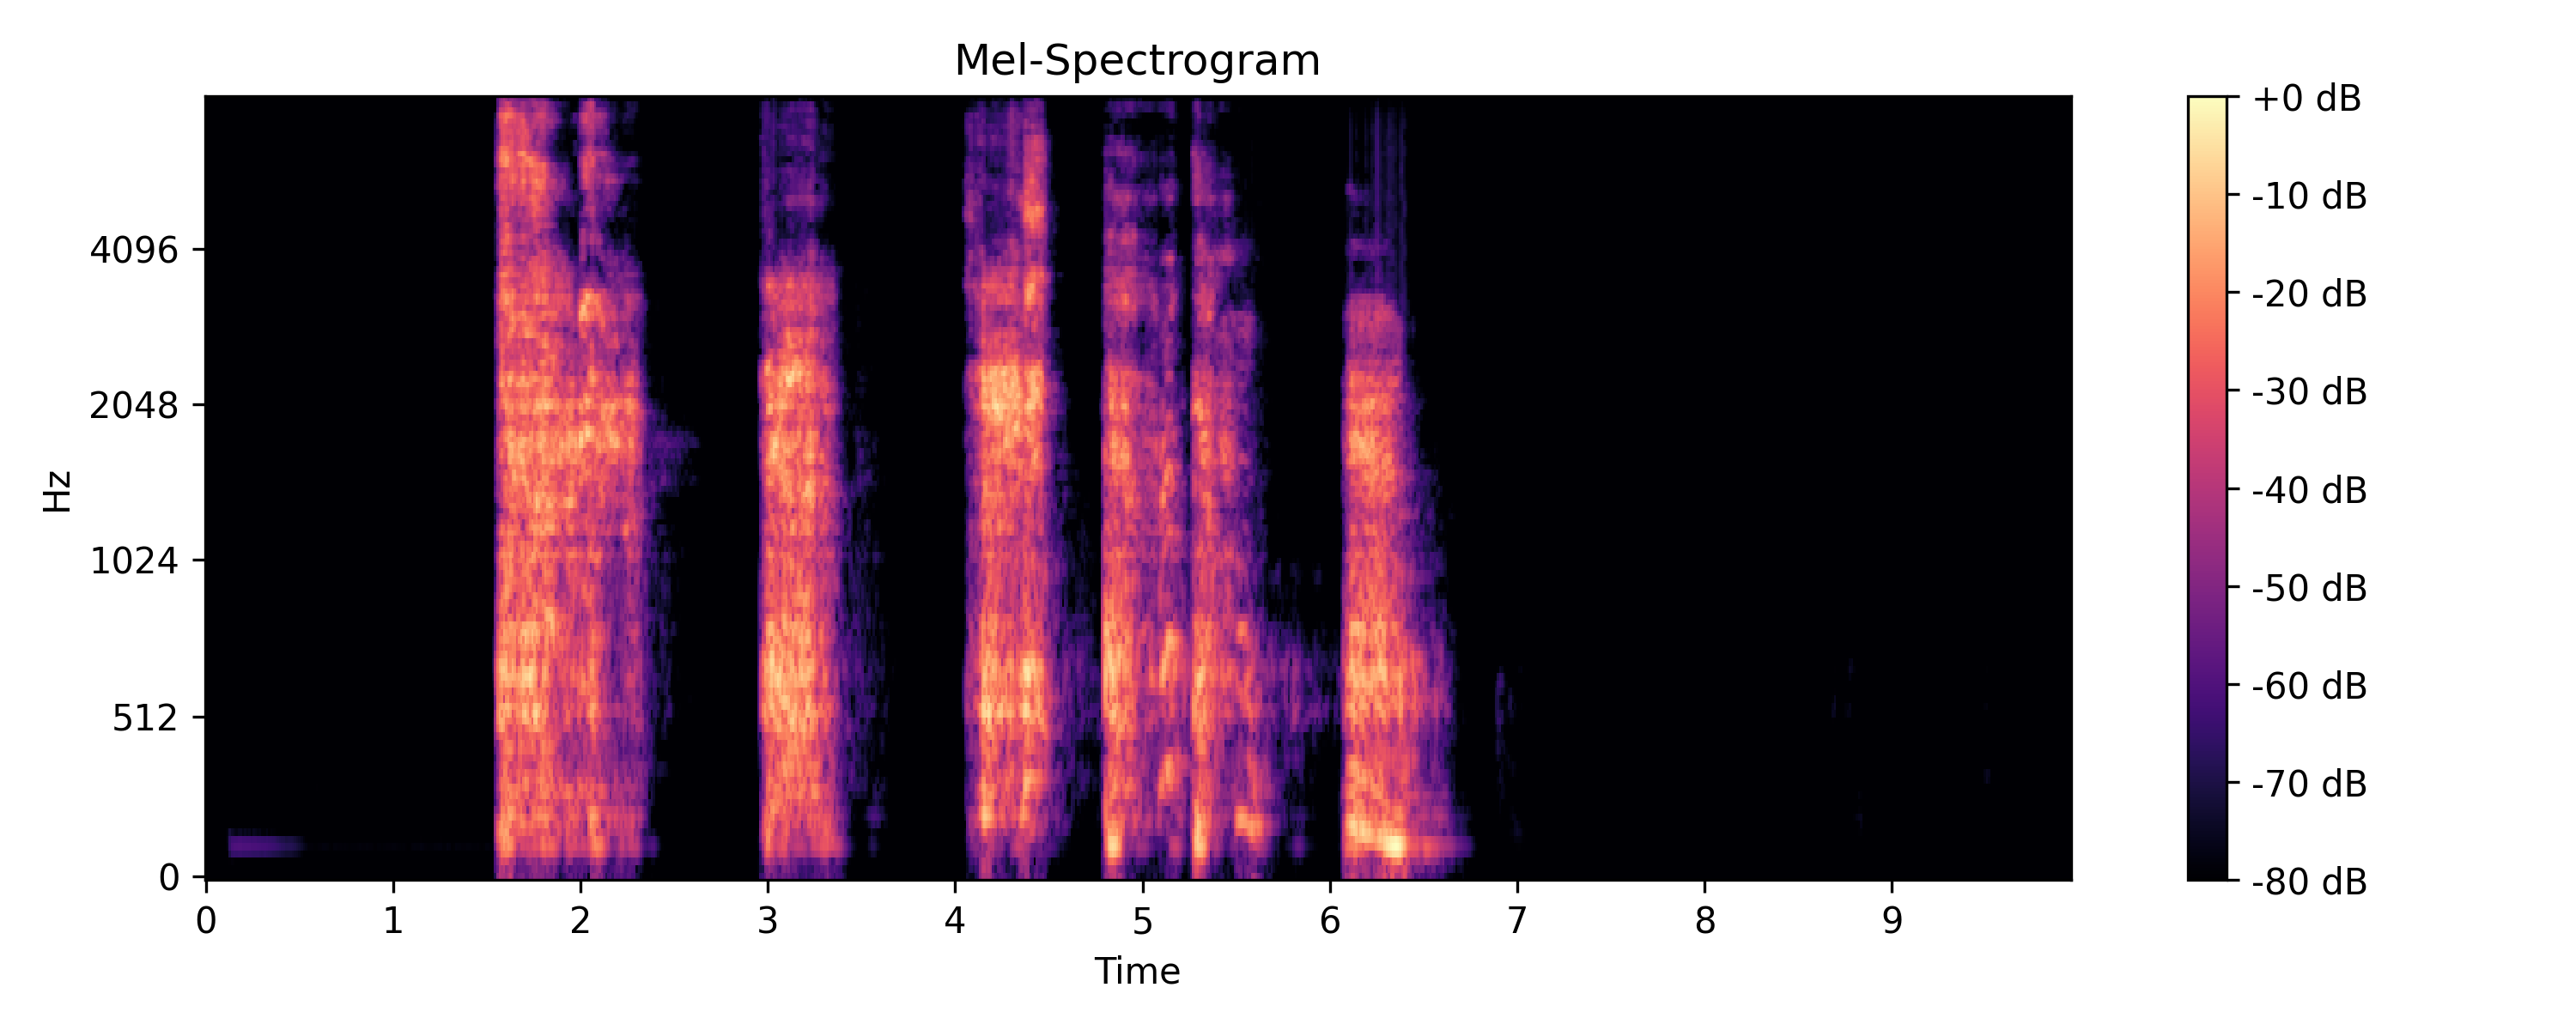 Mel-Spectrogram
+0 dB
-10 dB
4096
-20 dB
2048
-30 dB
Hz
-40 dB
1024
-50 dB
512
-60 dB
-70 dB
0
-80 dB
0 1 2 3 4 5 6 7 8 9
Time